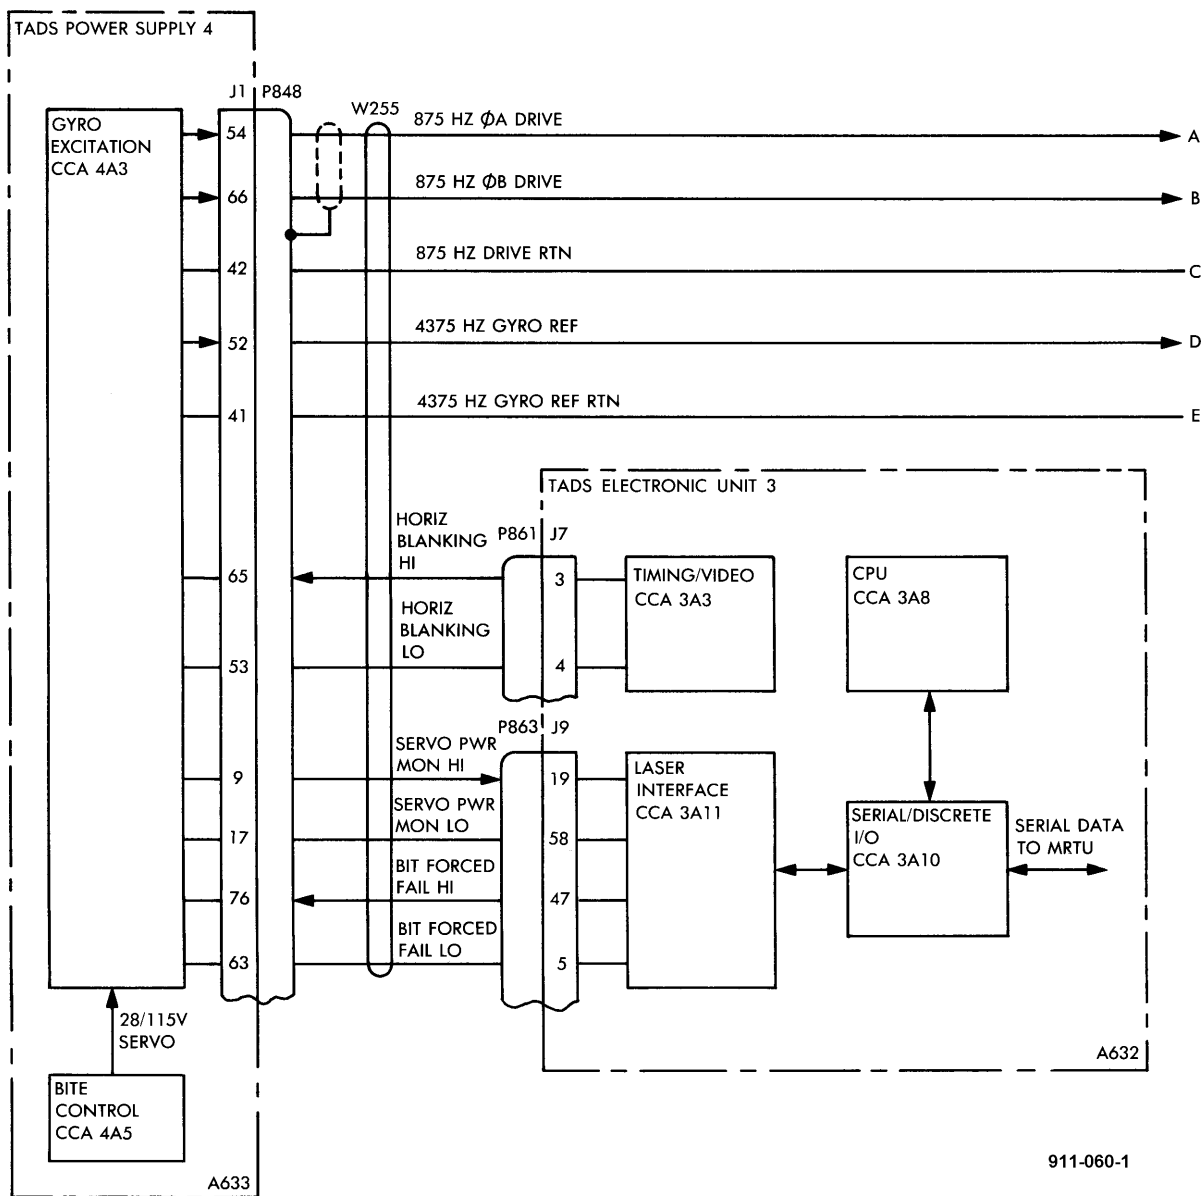 TADS POWER SUPPLY 4
J1 P848
W255
GYRO
EXCITATION
CCA 4A3
54
875 HZ ØA DRIVE
A
66
875 HZ ØB DRIVE
B
42
875 HZ DRIVE RTN
C
52
4375 HZ GYRO REF
D
41
4375 HZ GYRO REF RTN
E
TADS ELECTRONIC UNIT 3
HORIZ
BLANKING
HI
P861 J7
65
3
TIMING/VIDEO
CCA 3A3
CPU
CCA 3A8
HORIZ
BLANKING
LO
53
4
P863 J9
SERVO PWR
MON HI
9
19
LASER
INTERFACE
CCA 3A11
SERVO PWR
MON LO
17
58
SERIAL/DISCRETE
I/O
CCA 3A10
SERIAL DATA
TO MRTU
BIT FORCED
FAIL HI
76
47
BIT FORCED
FAIL LO
63
5
28/115V
SERVO
A632
BITE
CONTROL
CCA 4A5
A633
911-060-1